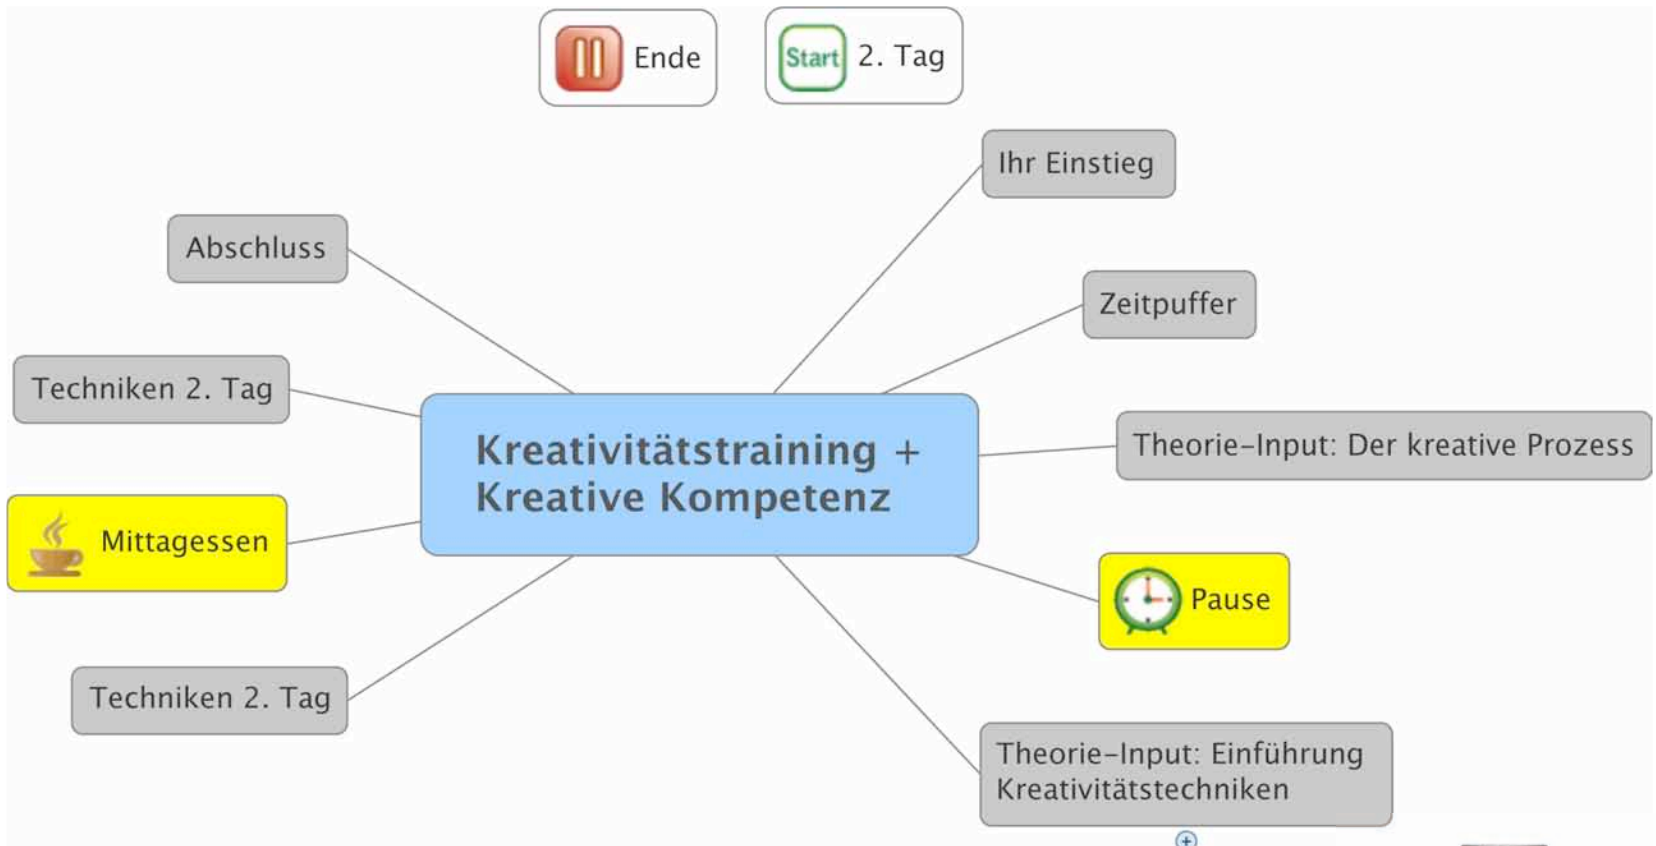 Ende
Start
2. Tag
Ihr Einstieg
Abschluss
Zeitpuffer
Techniken 2. Tag
Theorie-Input: Der kreative Prozess
Kreativitätstraining +
Kreative Kompetenz
Mittagessen
Pause
Techniken 2. Tag
Theorie-Input: Einführung
Kreativitätstechniken